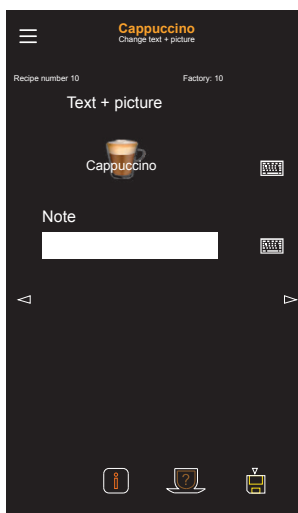 Cappuccino
Change text + picture
Recipe number 10 Factory: 10
Text + picture
Cappuccino
Note
i
?